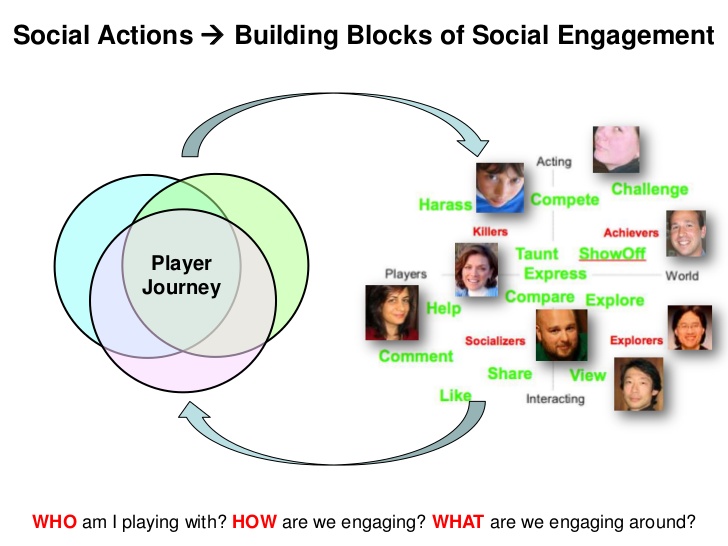 Social Actions → Building Blocks of Social Engagement
Player
Journey
Acting
Challenge
Harass
Compete
Killers
Achievers
Taunt
ShowOff
Players
Express
World
Compare
Explore
Help
Socializers
Explorers
Comment
Share
View
Like
Interacting
WHO am I playing with? HOW are we engaging? WHAT are we engaging around?